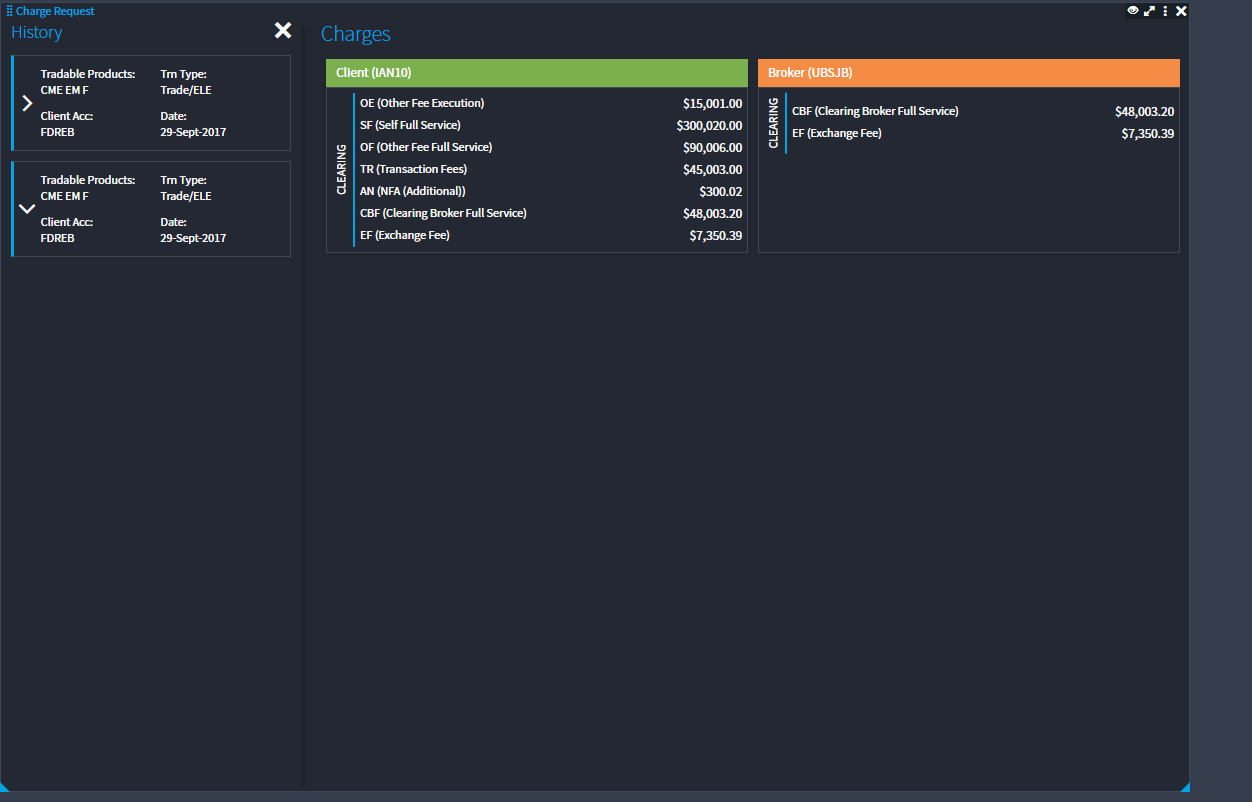 Charge Request
History
Tradable Products: Trn Type:
CME EM F Trade/ELE
Client Acc: Date:
FDREB 29-Sept-2017
Tradable Products: Trn Type:
CME EM F Trade/ELE
Client Acc: Date:
FDREB 29-Sept-2017
Charges
Client (IAN10)
CLEARING
OE (Other Fee Execution) $15,001.00
SF (Self Full Service) $300,020.00
OF (Other Fee Full Service) $90,006.00
TR (Transaction Fees) $45,003.00
AN (NFA (Additional)) $300.02
CBF (Clearing Broker Full Service) $48,003.20
EF (Exchange Fee) $7,350.39
Broker (UBSJB)
CLEARING
CBF (Clearing Broker Full Service) $48,003.20
EF (Exchange Fee) $7,350.39